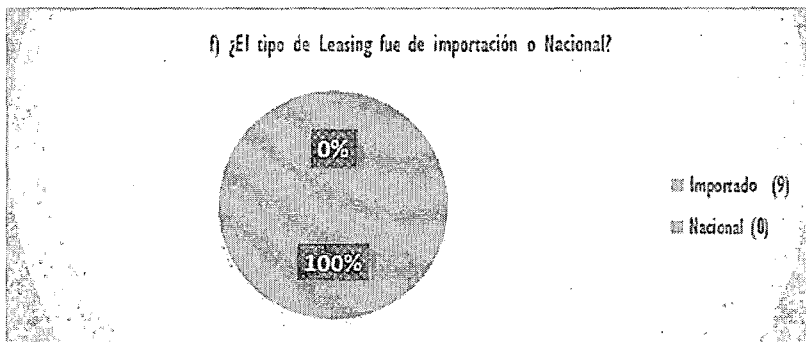 f) ¿El tipo de Leasing fue de importación o Nacional?
0%
100%
Importado (9)
Nacional (0)